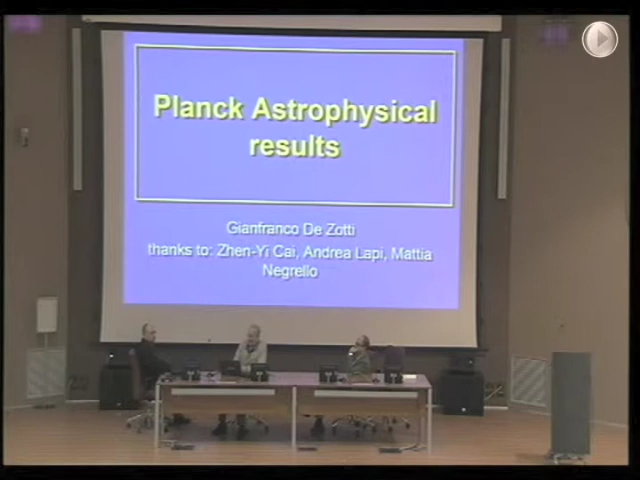 Planck Astrophysical
results
Gianfranco De Zotti
thanks to: Zhen-Yi Cai, Andrea Lapi, Mattia
Negrello